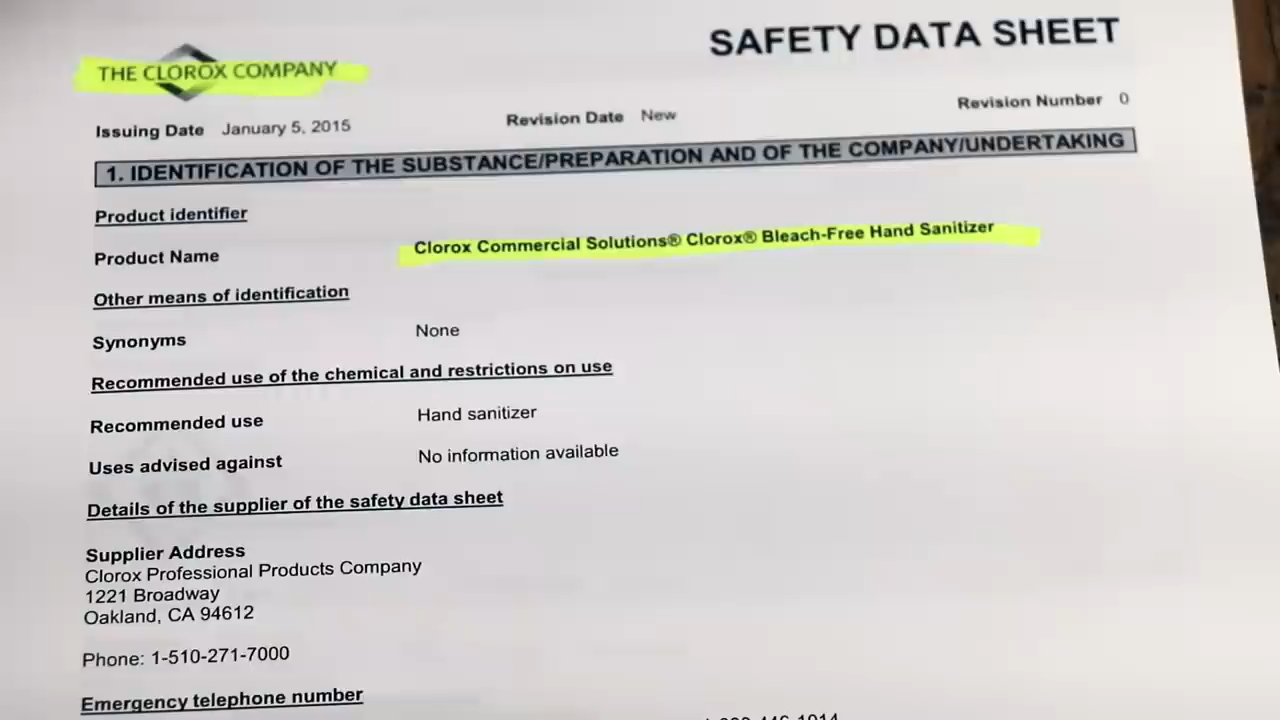 SAFETY DATA SHEET
THE CLOROX COMPANY
Issuing Date January 5, 2015 Revision Date New Revision Number 0
1. IDENTIFICATION OF THE SUBSTANCE/PREPARATION AND OF THE COMPANY/UNDERTAKING
Product identifier
Product Name Clorox Commercial Solutions® Clorox® Bleach-Free Hand Sanitizer
Other means of identification
Synonyms None
Recommended use of the chemical and restrictions on use
Recommended use Hand sanitizer
Uses advised against No information available
Details of the supplier of the safety data sheet
Supplier Address
Clorox Professional Products Company
1221 Broadway
Oakland, CA 94612
Phone: 1-510-271-7000
Emergency telephone number